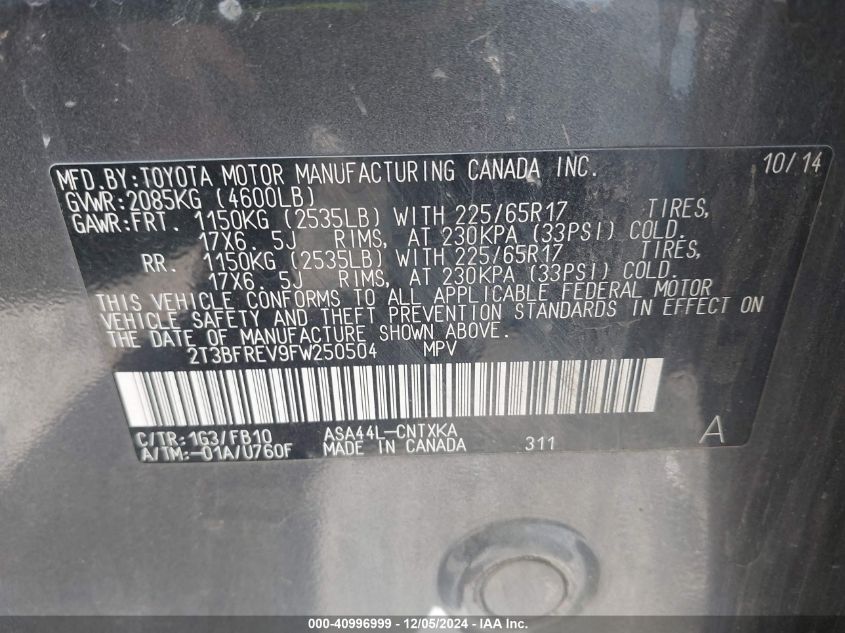 MFD.BY:TOYOTA MOTOR MANUFACTURING CANADA INC. 10/14
GVWR:2085KG (4600LB)
GAWR:FRT. 1150KG (2535LB) WITH 225/65R17 TIRES,
17X6. 5J RIMS, AT 230KPA (33PSI) COLD.
RR. 1150KG (2535LB) WITH 225/65R17 TIRES,
17X6. 5J RIMS, AT 230KPA (33PSI) COLD.
THIS VEHICLE CONFORMS TO ALL APPLICABLE FEDERAL MOTOR
VEHICLE SAFETY AND THEFT PREVENTION STANDARDS IN EFFECT ON
THE DATE OF MANUFACTURE SHOWN ABOVE.
2T3BFREV9FW250504 MPV
C/TR:1G3/FB10 ASA44L-CNTXKA
A/TM:-01A/U760F MADE IN CANADA 311 A
000-40996999 - 12/05/2024 - IAA Inc.